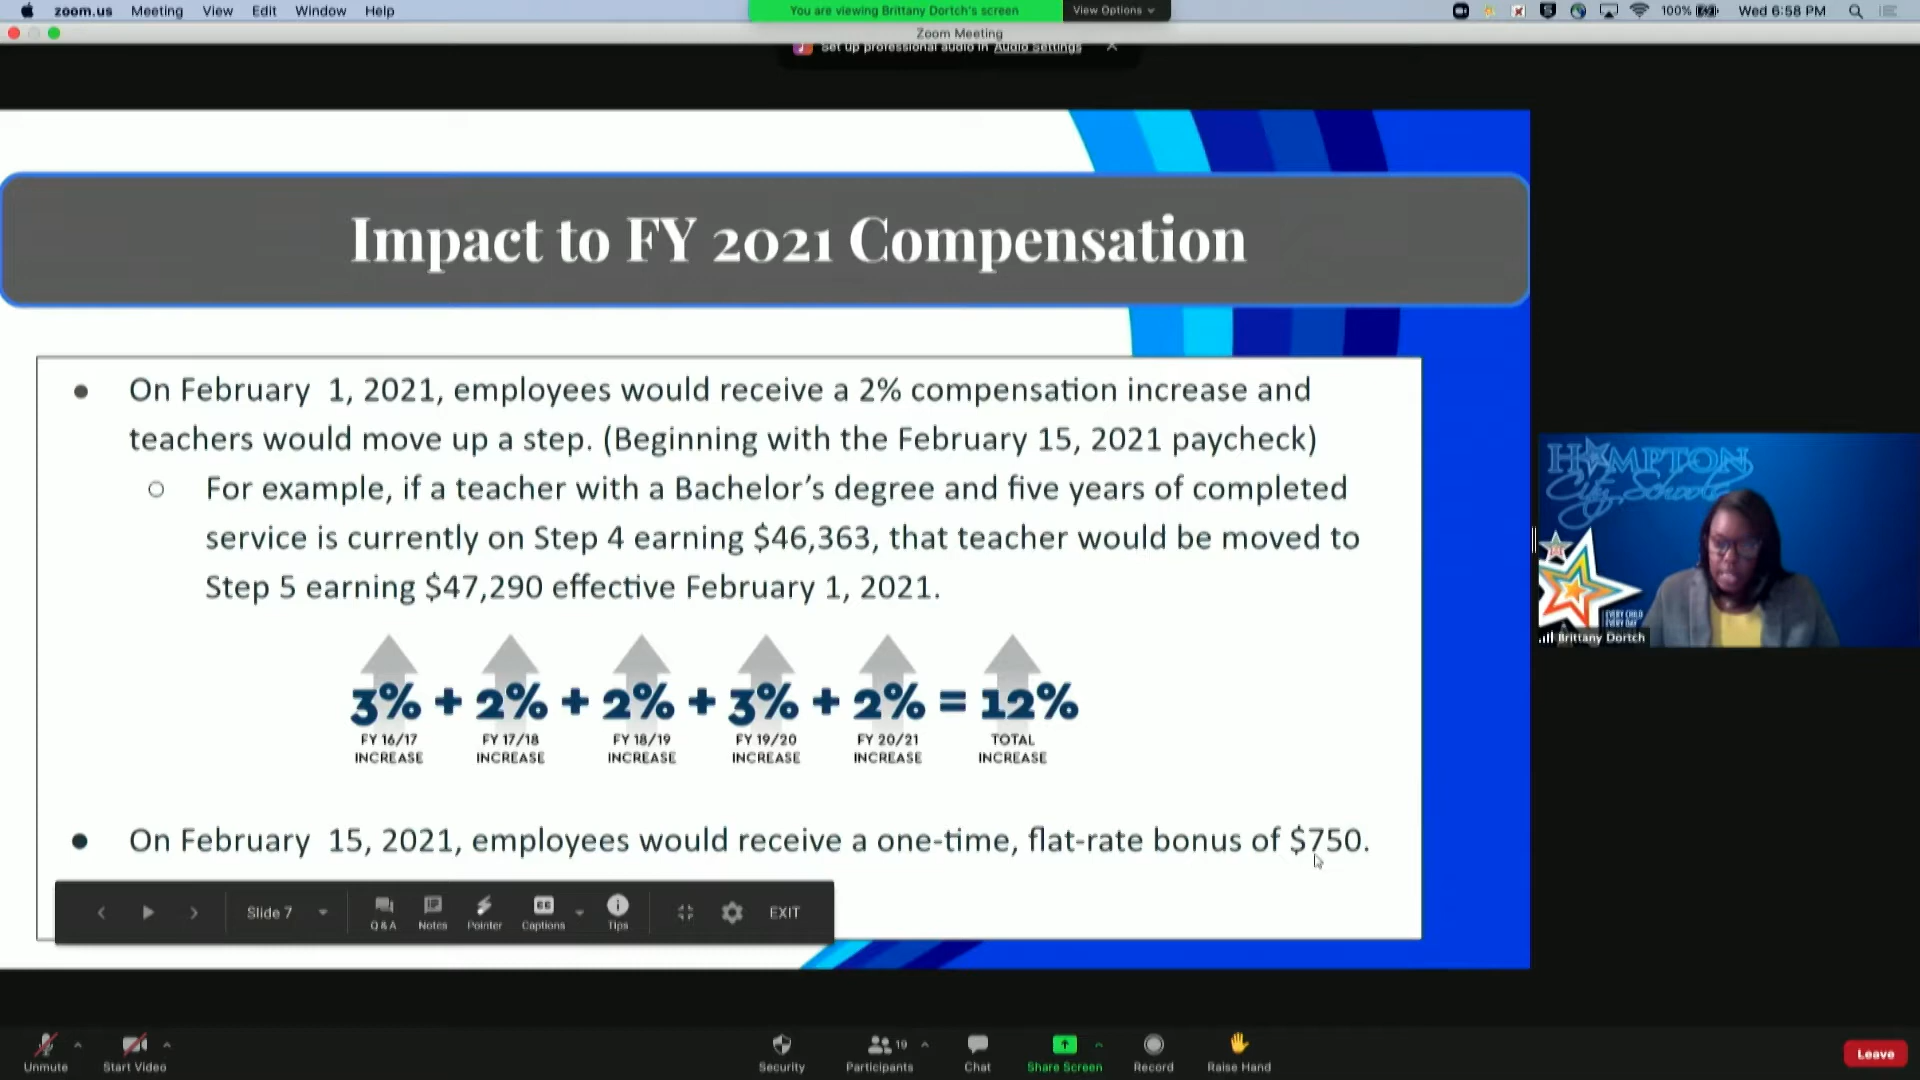 zoom.us Meeting View Edit Window Help
You are viewing Brittany Dortch's screen
View Options
100%
Wed 6:58 PM
Zoom Meeting
Set up professional audio in Audio Settings
Impact to FY 2021 Compensation
• On February 1, 2021, employees would receive a 2% compensation increase and
teachers would move up a step. (Beginning with the February 15, 2021 paycheck)
○ For example, if a teacher with a Bachelor's degree and five years of completed
service is currently on Step 4 earning $46,363, that teacher would be moved to
Step 5 earning $47,290 effective February 1, 2021.
3% + 2% + 2% + 3% + 2% = 12%
FY 16/17 FY 17/18 FY 18/19 FY 19/20 FY 20/21 TOTAL
INCREASE INCREASE INCREASE INCREASE INCREASE INCREASE
• On February 15, 2021, employees would receive a one-time, flat-rate bonus of $750.
Slide 7
Q&A Notes Pointer Captions Tips
EXIT
HAMPTON
City Schools
EVERY CHILD
EVERY DAY
Brittany Dortch
19
Unmute Start Video Security Participants Chat Share Screen Record Raise Hand
Leave